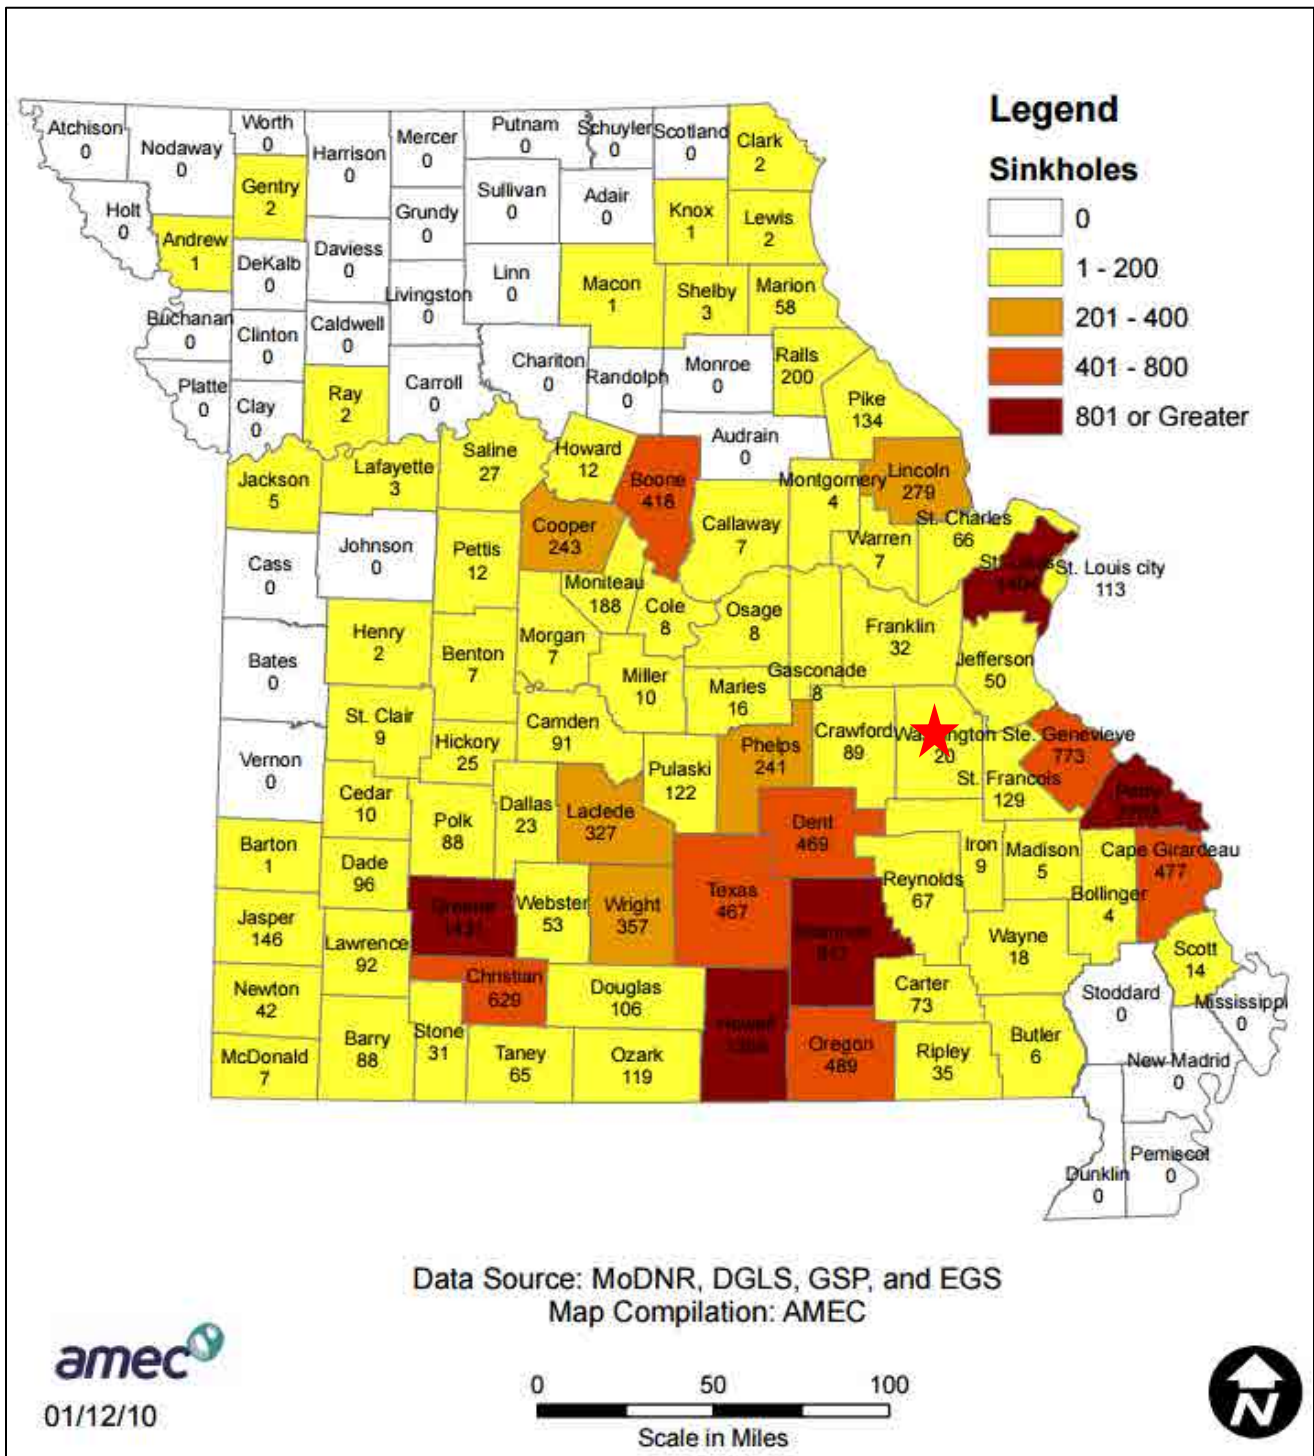 Legend
Sinkholes
0
1 - 200
201 - 400
401 - 800
801 or Greater
Atchison
0
Nodaway
0
Worth
0
Harrison
0
Mercer
0
Putnam
0
Schuyler
0
Scotland
0
Clark
2
Holt
0
Gentry
2
Andrew
1
DeKalb
0
Daviess
0
Grundy
0
Sullivan
0
Adair
0
Knox
1
Lewis
2
Linn
0
Macon
1
Shelby
3
Marion
58
Livingston
0
Buchanan
0
Clinton
0
Caldwell
0
Chariton
0
Randolph
0
Monroe
0
Ralls
200
Pike
134
Platte
0
Clay
0
Ray
2
Carroll
0
Audrain
0
Jackson
5
Lafayette
3
Saline
27
Howard
12
Boone
418
Callaway
7
Montgomery
4
Lincoln
279
St. Charles
66
Warren
7
Cooper
243
Cass
0
Johnson
0
Pettis
12
Moniteau
188
Cole
8
Osage
8
St. Louis city
113
Franklin
32
Jefferson
50
Gasconade
8
Bates
0
Henry
2
Benton
7
Morgan
7
Miller
10
Maries
16
St. Clair
9
Camden
91
Hickory
25
Vernon
0
Pulaski
122
Phelps
241
Crawford
89
20
Ste. Genevieve
773
St. Francois
129
Cedar
10
Polk
88
Dallas
23
Laclede
327
Dent
469
Iron
9
Madison
5
Cape Girardeau
477
Bollinger
4
Barton
1
Dade
96
Webster
53
Wright
357
Texas
467
Reynolds
67
Wayne
18
Scott
14
Jasper
146
Lawrence
92
Christian
629
Douglas
106
Carter
73
Stoddard
0
Mississippi
0
Newton
42
Barry
88
Stone
31
Taney
65
Ozark
119
Oregon
489
Ripley
35
Butler
6
New Madrid
0
McDonald
7
Dunklin
0
Pemiscot
0
Data Source: MoDNR, DGLS, GSP, and EGS
Map Compilation: AMEC
amec
01/12/10
0 50 100
Scale in Miles
N